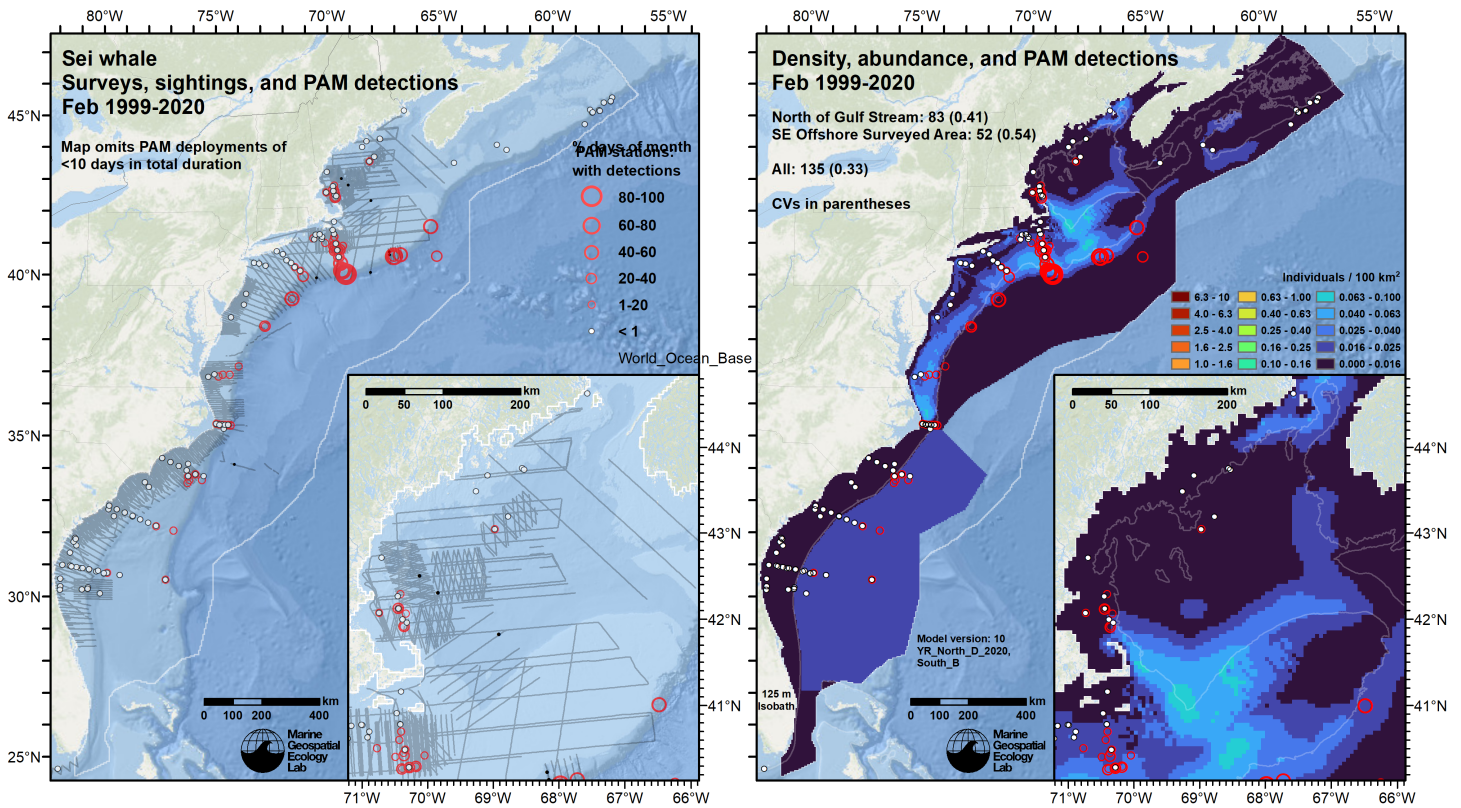 80°W
75°W
70°W
65°W
60°W
55°W
Sei whale
Surveys, sightings, and PAM detections
Feb 1999-2020
Map omits PAM deployments of
<10 days in total duration
45°N
40°N
35°N
30°N
25°N
% days of month
PAM stations:
with detections
80-100
60-80
40-60
20-40
1-20
< 1
World_Ocean_Base
km
0 50 100 200
44°N
43°N
42°N
41°N
km
0 100 200 400
Marine
Geospatial
Ecology
Lab
71°W
70°W
69°W
68°W
67°W
66°W
80°W
75°W
70°W
65°W
60°W
55°W
Density, abundance, and PAM detections
Feb 1999-2020
North of Gulf Stream: 83 (0.41)
SE Offshore Surveyed Area: 52 (0.54)
All: 135 (0.33)
CVs in parentheses
Individuals / 100 km2
6.3 - 10
0.63 - 1.00
0.063 - 0.100
4.0 - 6.3
0.40 - 0.63
0.040 - 0.063
2.5 - 4.0
0.25 - 0.40
0.025 - 0.040
1.6 - 2.5
0.16 - 0.25
0.016 - 0.025
1.0 - 1.6
0.10 - 0.16
0.000 - 0.016
km
0 50 100 200
44°N
43°N
42°N
41°N
Model version: 10
YR_North_D_2020,
South_B
125 m
Isobath
km
0 100 200 400
Marine
Geospatial
Ecology
Lab
71°W
70°W
69°W
68°W
67°W
66°W